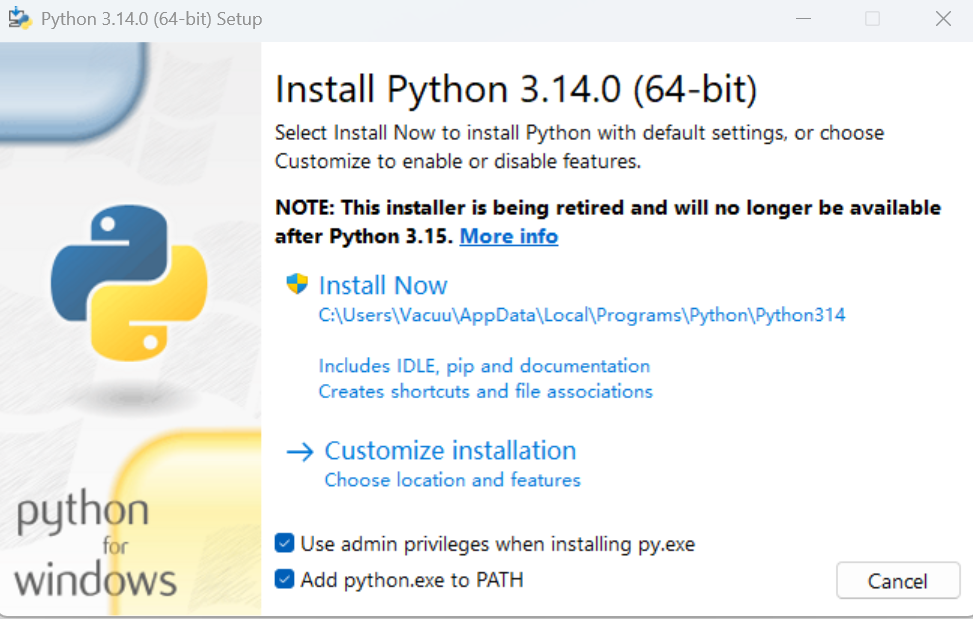 Python 3.14.0 (64-bit) Setup
Install Python 3.14.0 (64-bit)
Select Install Now to install Python with default settings, or choose
Customize to enable or disable features.
NOTE: This installer is being retired and will no longer be available
after Python 3.15. More info
Install Now
C:\Users\Vacuu\AppData\Local\Programs\Python\Python314
Includes IDLE, pip and documentation
Creates shortcuts and file associations
Customize installation
Choose location and features
Use admin privileges when installing py.exe
Add python.exe to PATH
Cancel
python
for
windows